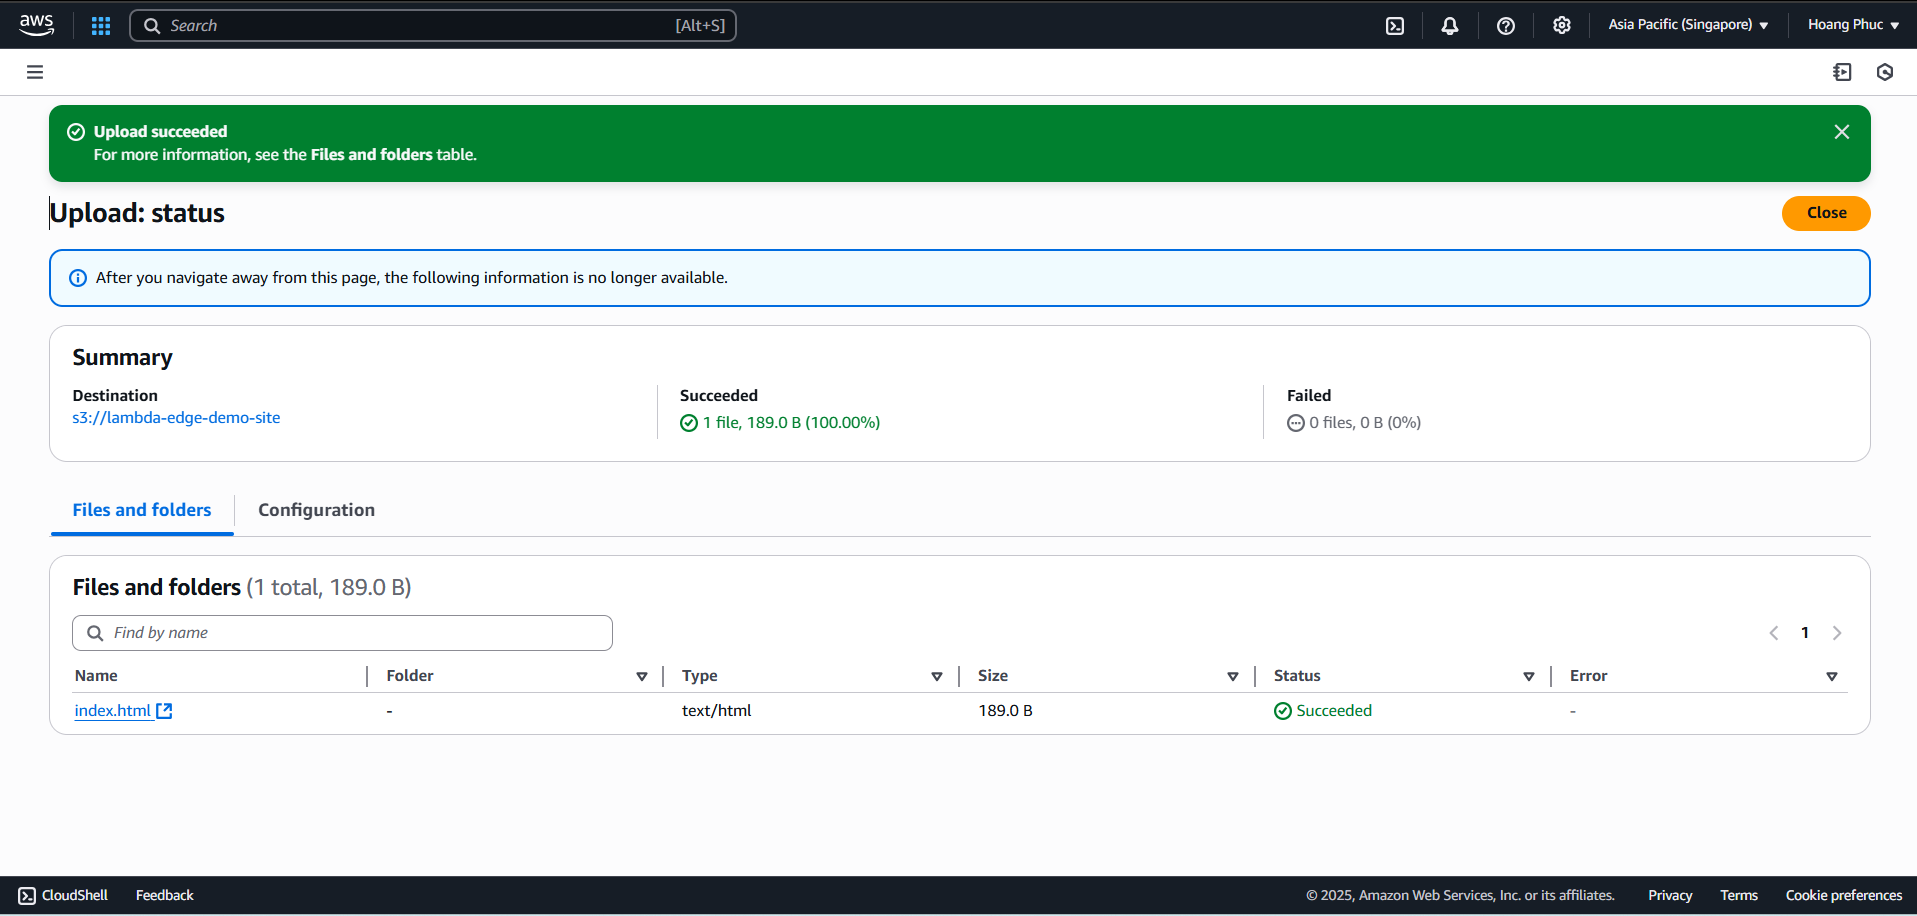 aws
Search [Alt+S]
Asia Pacific (Singapore)
Hoang Phuc
Upload succeeded
For more information, see the Files and folders table.
Upload: status
Close
After you navigate away from this page, the following information is no longer available.
Summary
Destination
s3://lambda-edge-demo-site
Succeeded
1 file, 189.0 B (100.00%)
Failed
0 files, 0 B (0%)
Files and folders
Configuration
Files and folders (1 total, 189.0 B)
Find by name
1
Name Folder Type Size Status Error
index.html - text/html 189.0 B Succeeded -
CloudShell Feedback © 2025, Amazon Web Services, Inc. or its affiliates. Privacy Terms Cookie preferences